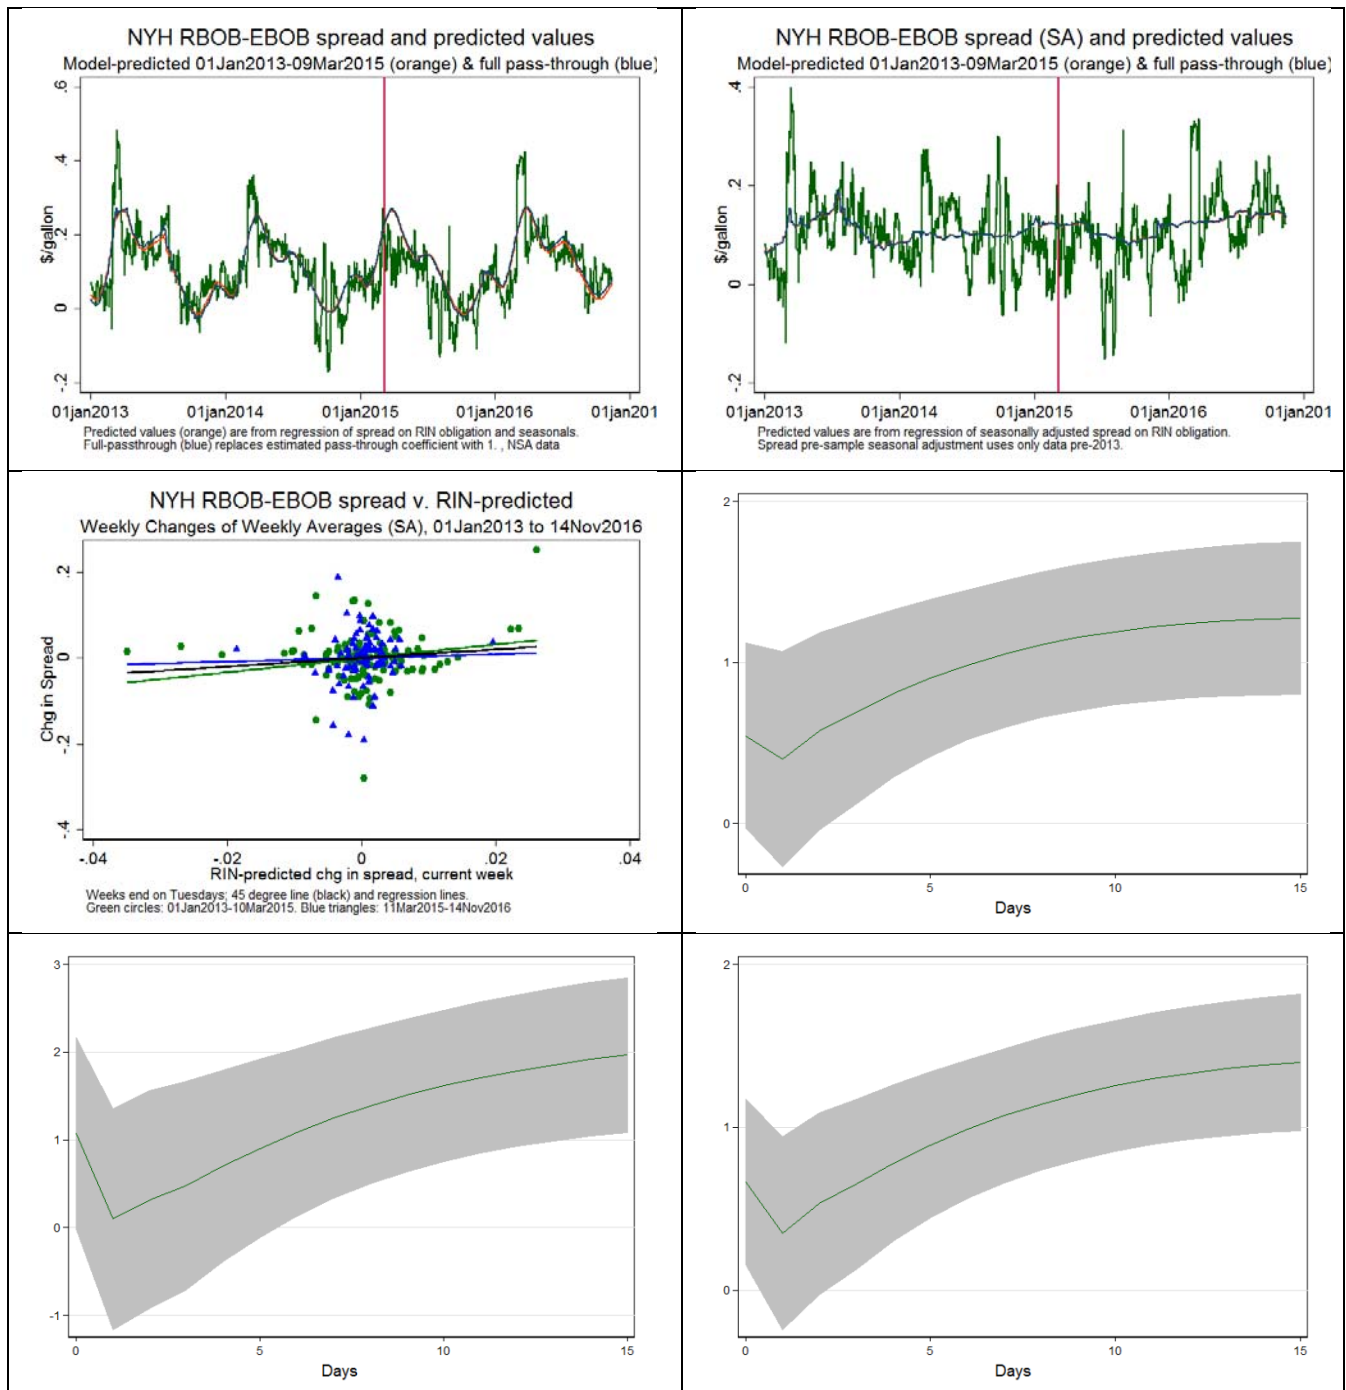 NYH RBOB-EBOB spread and predicted values
Model-predicted 01Jan2013-09Mar2015 (orange) & full pass-through (blue)
$/gallon
.6
.4
.2
0
-.2
01jan2013
01jan2014
01jan2015
01jan2016
01jan201
Predicted values (orange) are from regression of spread on RIN obligation and seasonals.
Full-passthrough (blue) replaces estimated pass-through coefficient with 1. , NSA data
NYH RBOB-EBOB spread (SA) and predicted values
Model-predicted 01Jan2013-09Mar2015 (orange) & full pass-through (blue)
$/gallon
.4
.2
0
-.2
01jan2013
01jan2014
01jan2015
01jan2016
01jan201
Predicted values are from regression of seasonally adjusted spread on RIN obligation.
Spread pre-sample seasonal adjustment uses only data pre-2013.
NYH RBOB-EBOB spread v. RIN-predicted
Weekly Changes of Weekly Averages (SA), 01Jan2013 to 14Nov2016
Chg in Spread
.2
0
-.2
-.4
-.04
-.02
0
.02
.04
RIN-predicted chg in spread, current week
Weeks end on Tuesdays; 45 degree line (black) and regression lines.
Green circles: 01Jan2013-10Mar2015. Blue triangles: 11Mar2015-14Nov2016
2
1
0
0
5
10
15
Days
3
2
1
0
-1
0
5
10
15
Days
2
1
0
0
5
10
15
Days